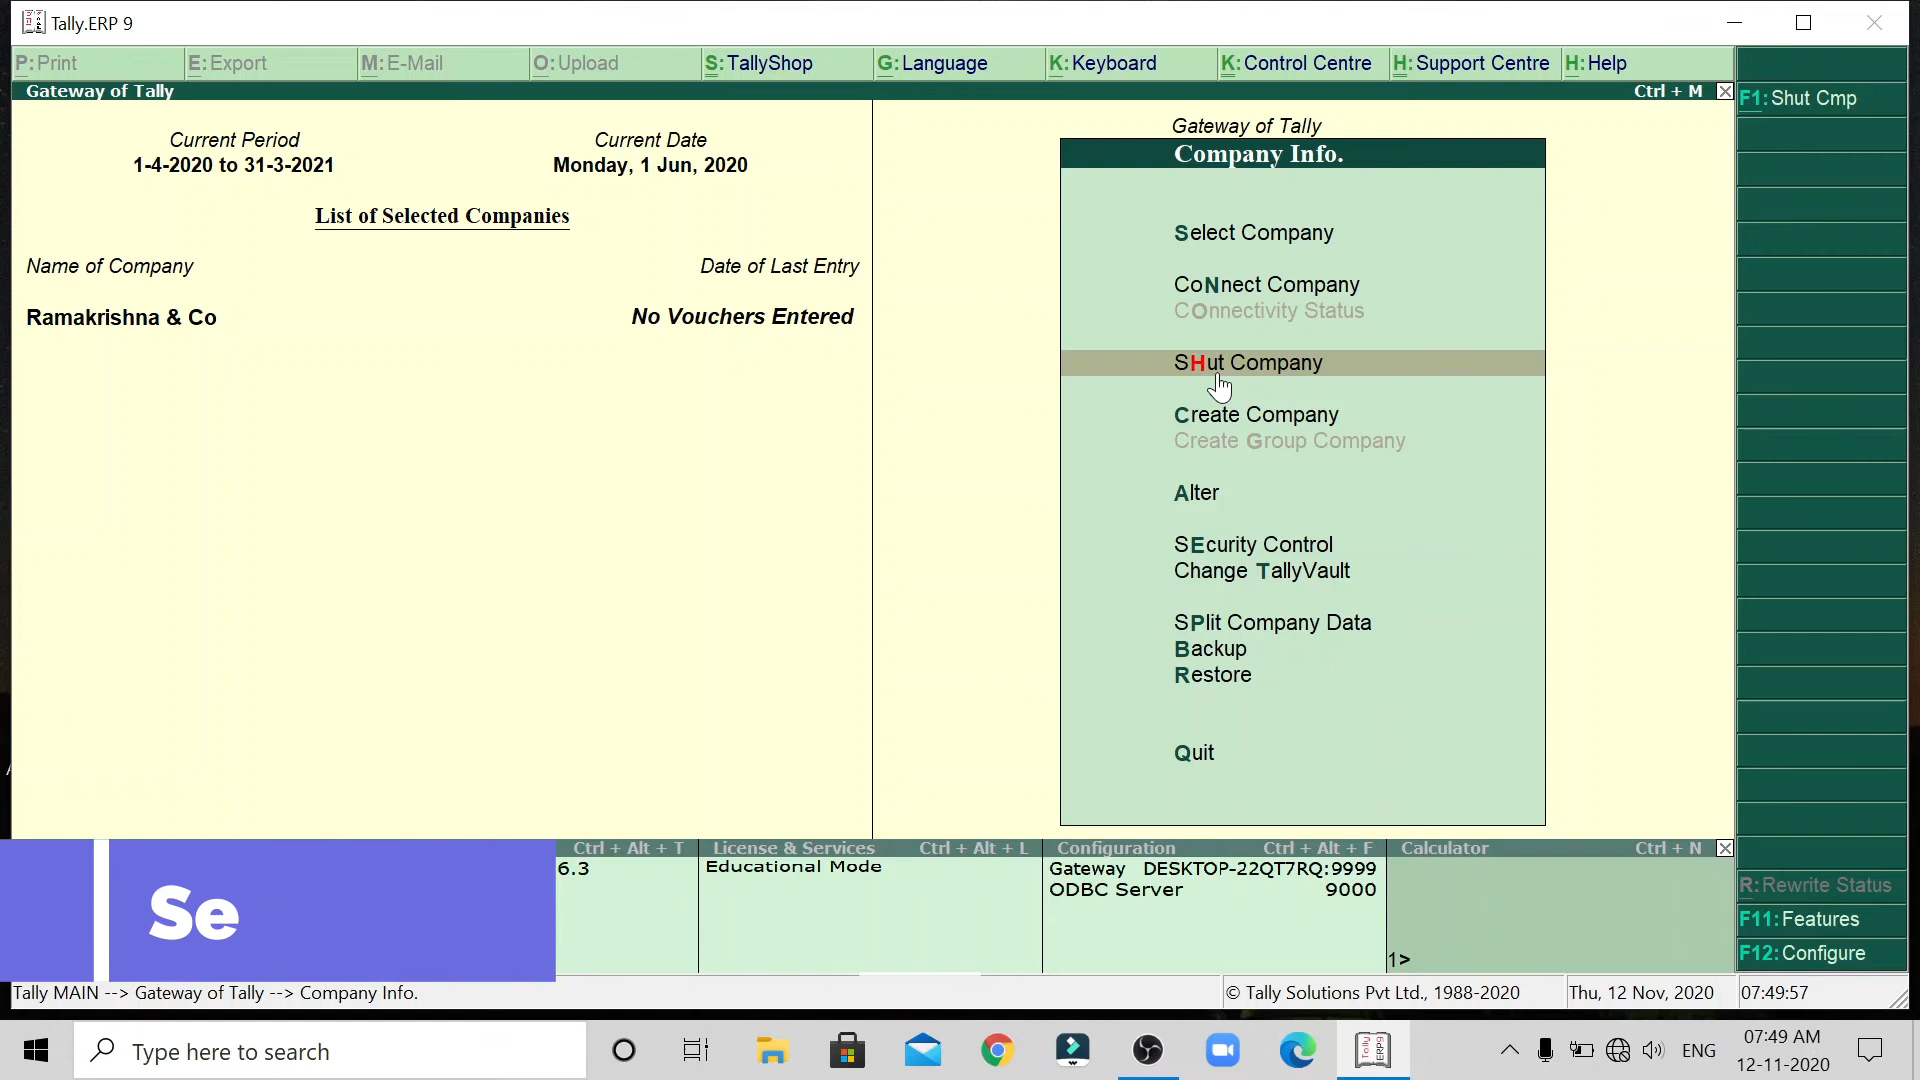 Tally.ERP 9
P: Print E: Export M: E-Mail O: Upload S: TallyShop G: Language K: Keyboard K: Control Centre H: Support Centre H: Help
Gateway of Tally Ctrl + M
F1: Shut Cmp
Current Period Current Date
1-4-2020 to 31-3-2021 Monday, 1 Jun, 2020
List of Selected Companies
Name of Company Date of Last Entry
Ramakrishna & Co No Vouchers Entered
Gateway of Tally
Company Info.
Select Company
CoNnect Company
COnnectivity Status
SHut Company
Create Company
Create Group Company
Alter
SEcurity Control
Change TallyVault
SPlit Company Data
Backup
Restore
Quit
Ctrl + Alt + T License & Services Ctrl + Alt + L Configuration Ctrl + Alt + F Calculator Ctrl + N
6.3 Educational Mode Gateway DESKTOP-22QT7RQ:9999
ODBC Server 9000
1>
Se
R: Rewrite Status
F11: Features
F12: Configure
Tally MAIN --> Gateway of Tally --> Company Info. © Tally Solutions Pvt Ltd., 1988-2020 Thu, 12 Nov, 2020 07:49:57
Type here to search
Tally ERP9
ENG
07:49 AM
12-11-2020